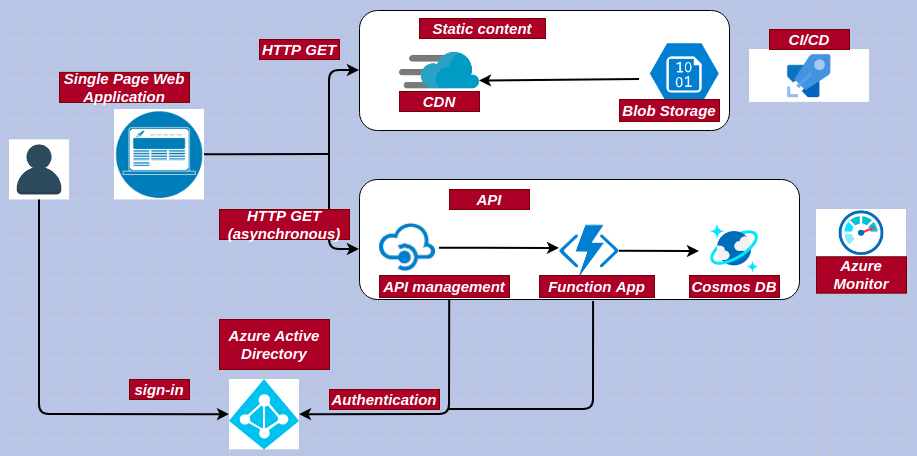 Static content
HTTP GET
CI/CD
Single Page Web
Application
CDN
10
01
Blob Storage
HTTP GET
(asynchronous)
API
API management
Function App
Cosmos DB
Azure
Monitor
Azure Active
Directory
sign-in
Authentication